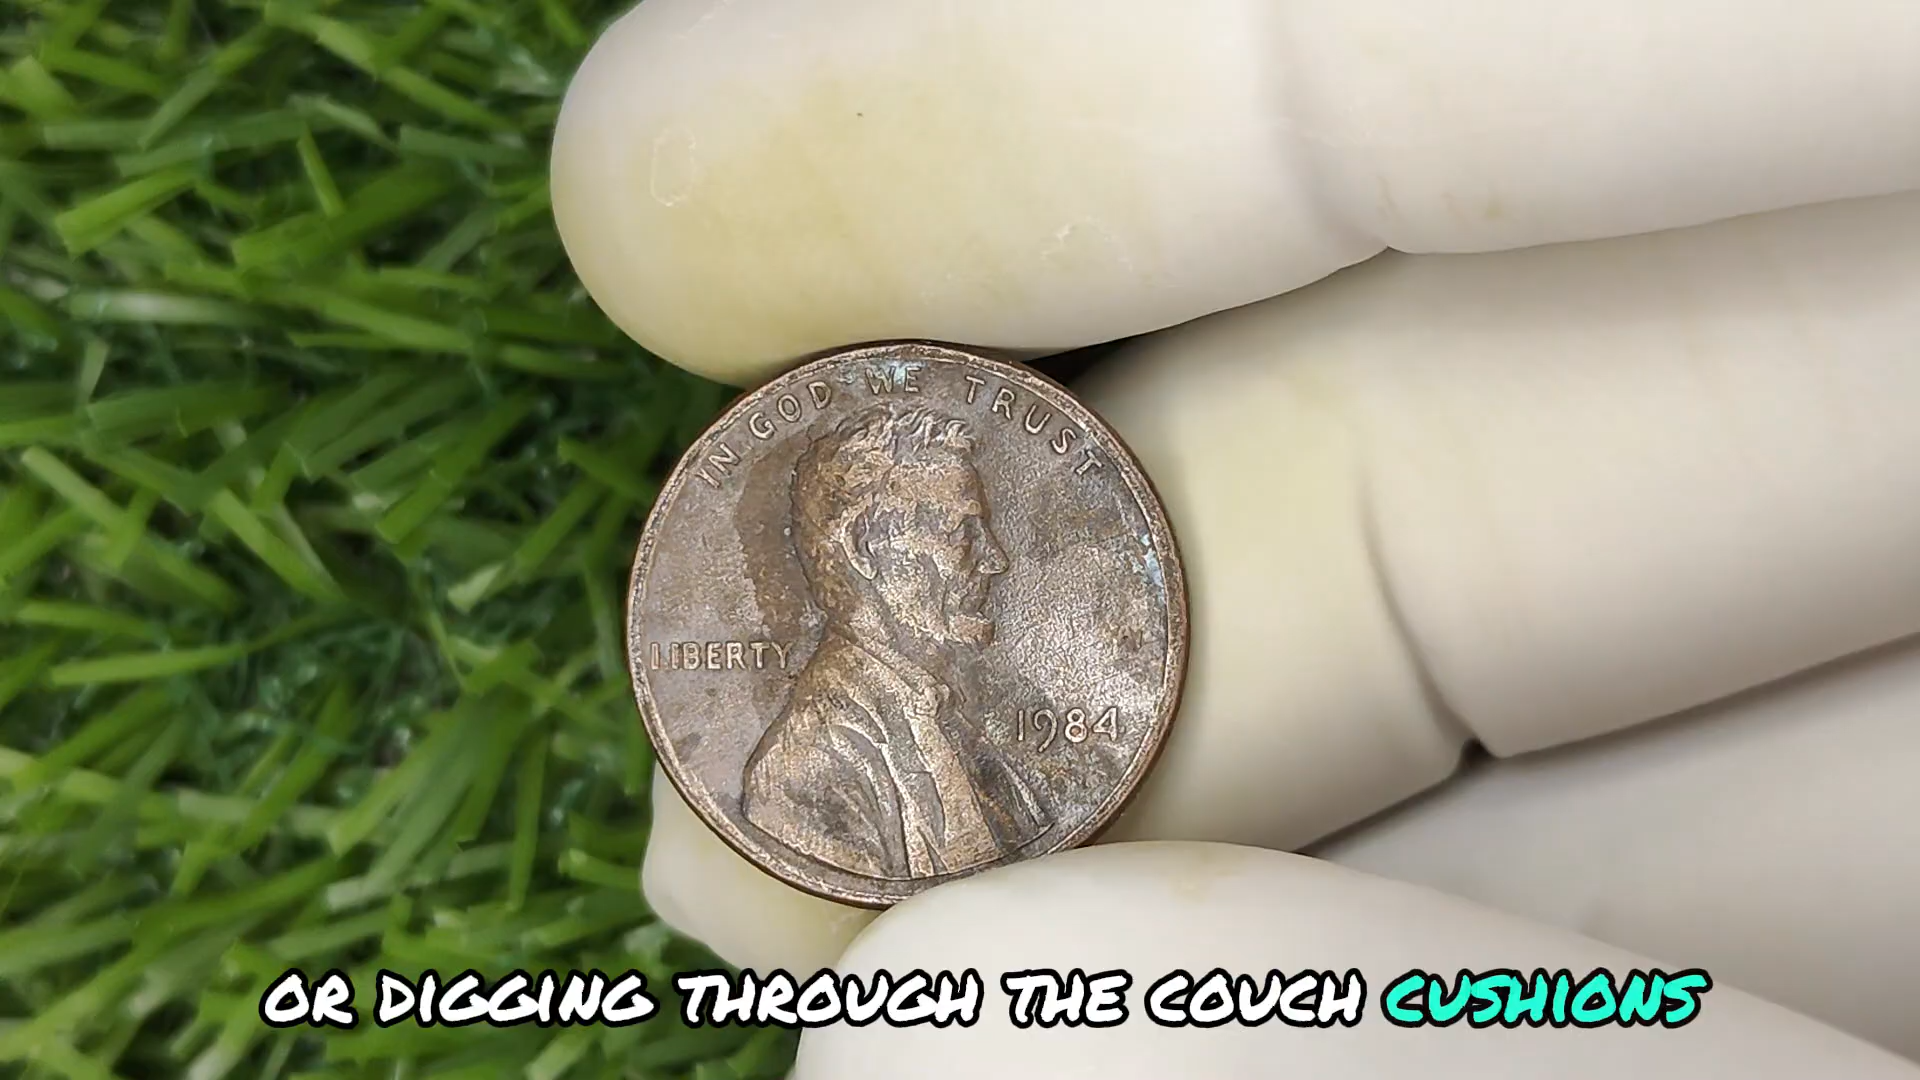 IN GOD WE TRUST
LIBERTY
1984
OR DIGGING THROUGH THE COUCH CUSHIONS